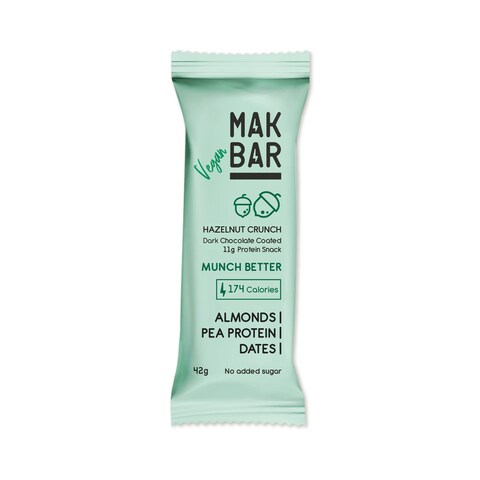 MAK
Vegan
BAR
HAZELNUT CRUNCH
Dark Chocolate Coated
11g Protein Snack
MUNCH BETTER
174 Calories
ALMONDS|
PEA PROTEIN|
DATES|
42g No added sugar